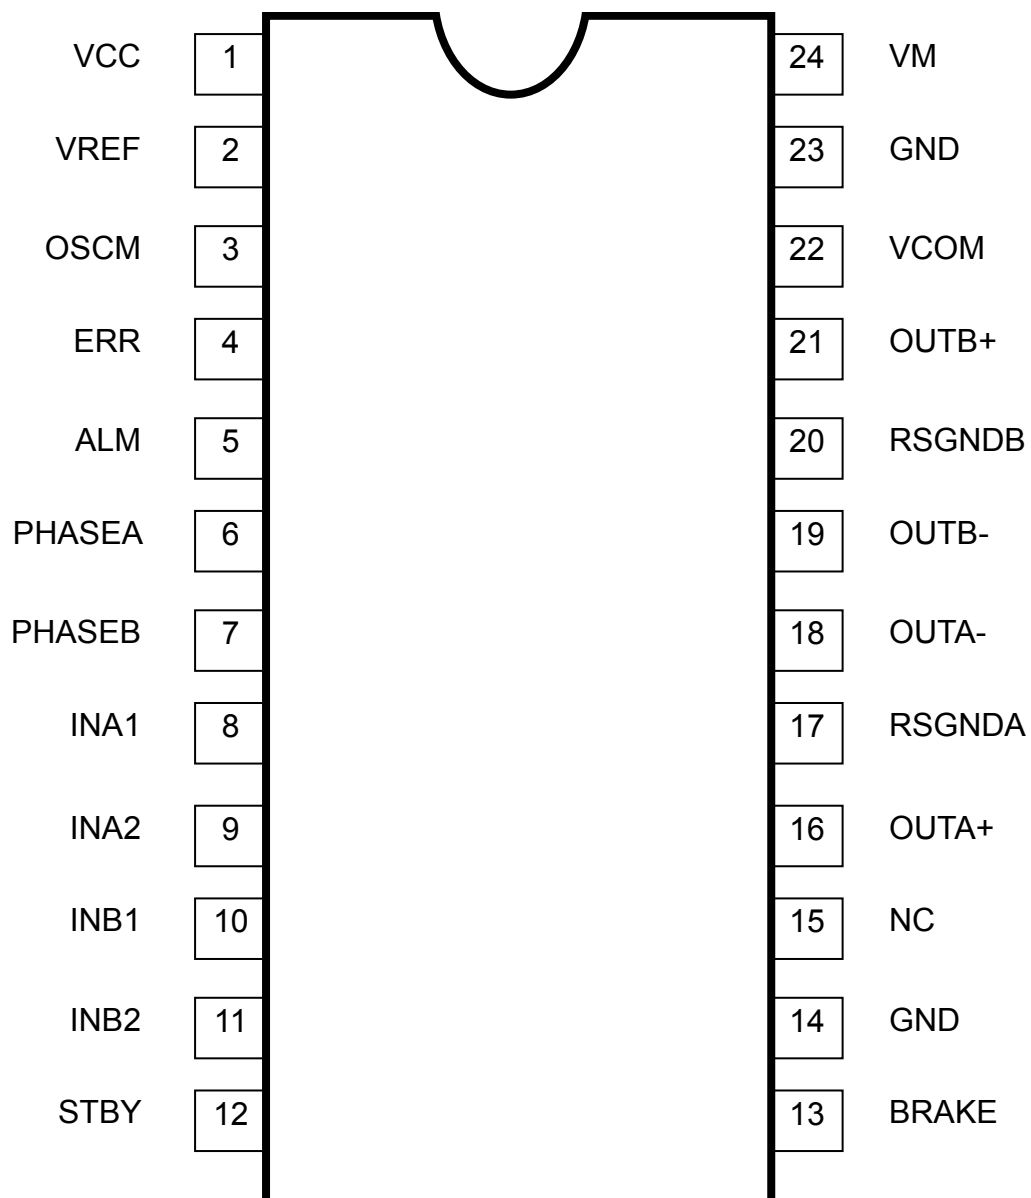 VCC 1 24 VM
VREF 2 23 GND
OSCM 3 22 VCOM
ERR 4 21 OUTB+
ALM 5 20 RSGNDB
PHASEA 6 19 OUTB-
PHASEB 7 18 OUTA-
INA1 8 17 RSGNDA
INA2 9 16 OUTA+
INB1 10 15 NC
INB2 11 14 GND
STBY 12 13 BRAKE